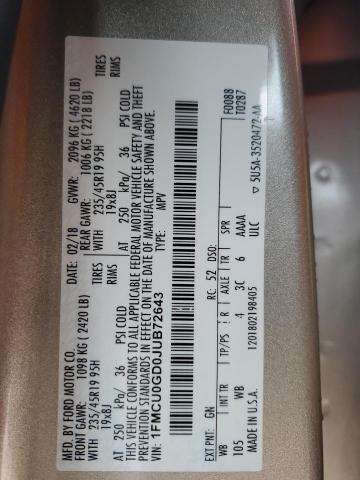 MFD. BY FORD MOTOR CO.
DATE: 02/18 GVWR: 2096 KG ( 4620 LB)
FRONT GAWR: 1098 KG (2420 LB) REAR GAWR: 1006 KG (2218 LB)
WITH 235/45R19 95H TIRES WITH 235/45R19 95H TIRES
19x8J RIMS 19x8J RIMS
AT 250 kPa/ 36 PSI COLD AT 250 kPa/ 36 PSI COLD
THIS VEHICLE CONFORMS TO ALL APPLICABLE FEDERAL MOTOR VEHICLE SAFETY AND THEFT
PREVENTION STANDARDS IN EFFECT ON THE DATE OF MANUFACTURE SHOWN ABOVE.
VIN: 1FMCU0GD0JUB72643
TYPE: MPV
F0088
T0287
EXT PNT: GN RC: 52 DSO:
WB INT TR TP/PS R AXLE TR SPR
105 WB 4 3C 6 AAAA
MADE IN U.S.A. ULC
1201802198405
5U5A-3520472-AA